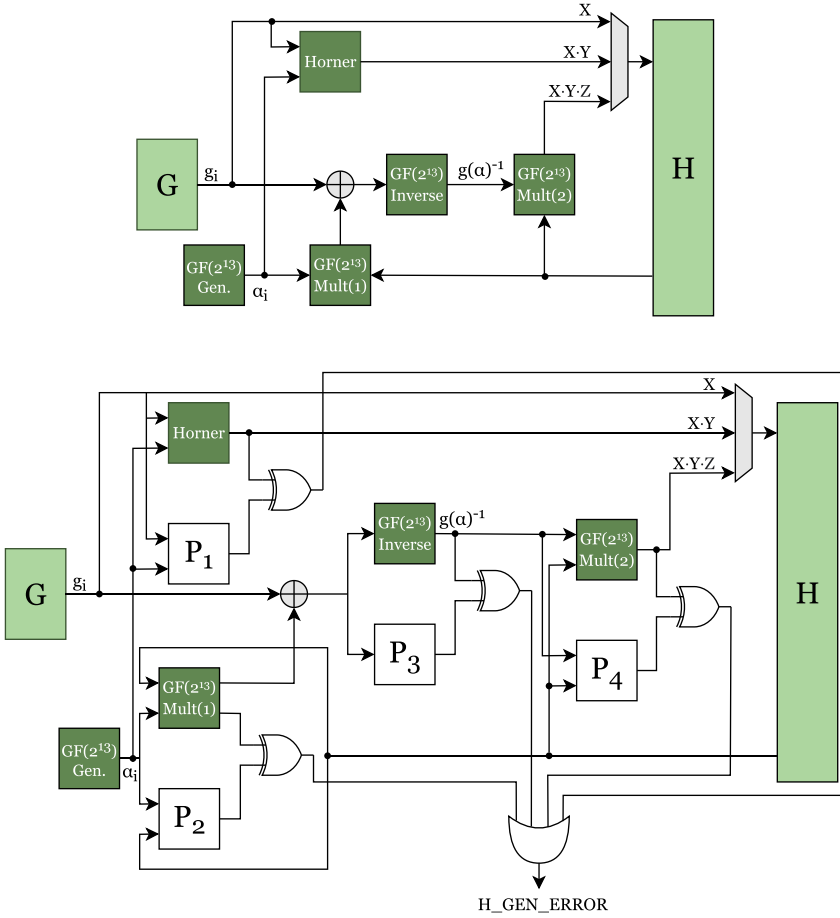 X
Horner
X·Y
X·Y·Z
G
gᵢ
GF(2¹³)
Inverse
g(α)⁻¹
GF(2¹³)
Mult(2)
H
GF(2¹³)
Gen.
αᵢ
GF(2¹³)
Mult(1)
X
Horner
X·Y
X·Y·Z
P₁
GF(2¹³)
Inverse
g(α)⁻¹
GF(2¹³)
Mult(2)
G
gᵢ
H
P₃
P₄
GF(2¹³)
Mult(1)
GF(2¹³)
Gen.
αᵢ
P₂
H_GEN_ERROR